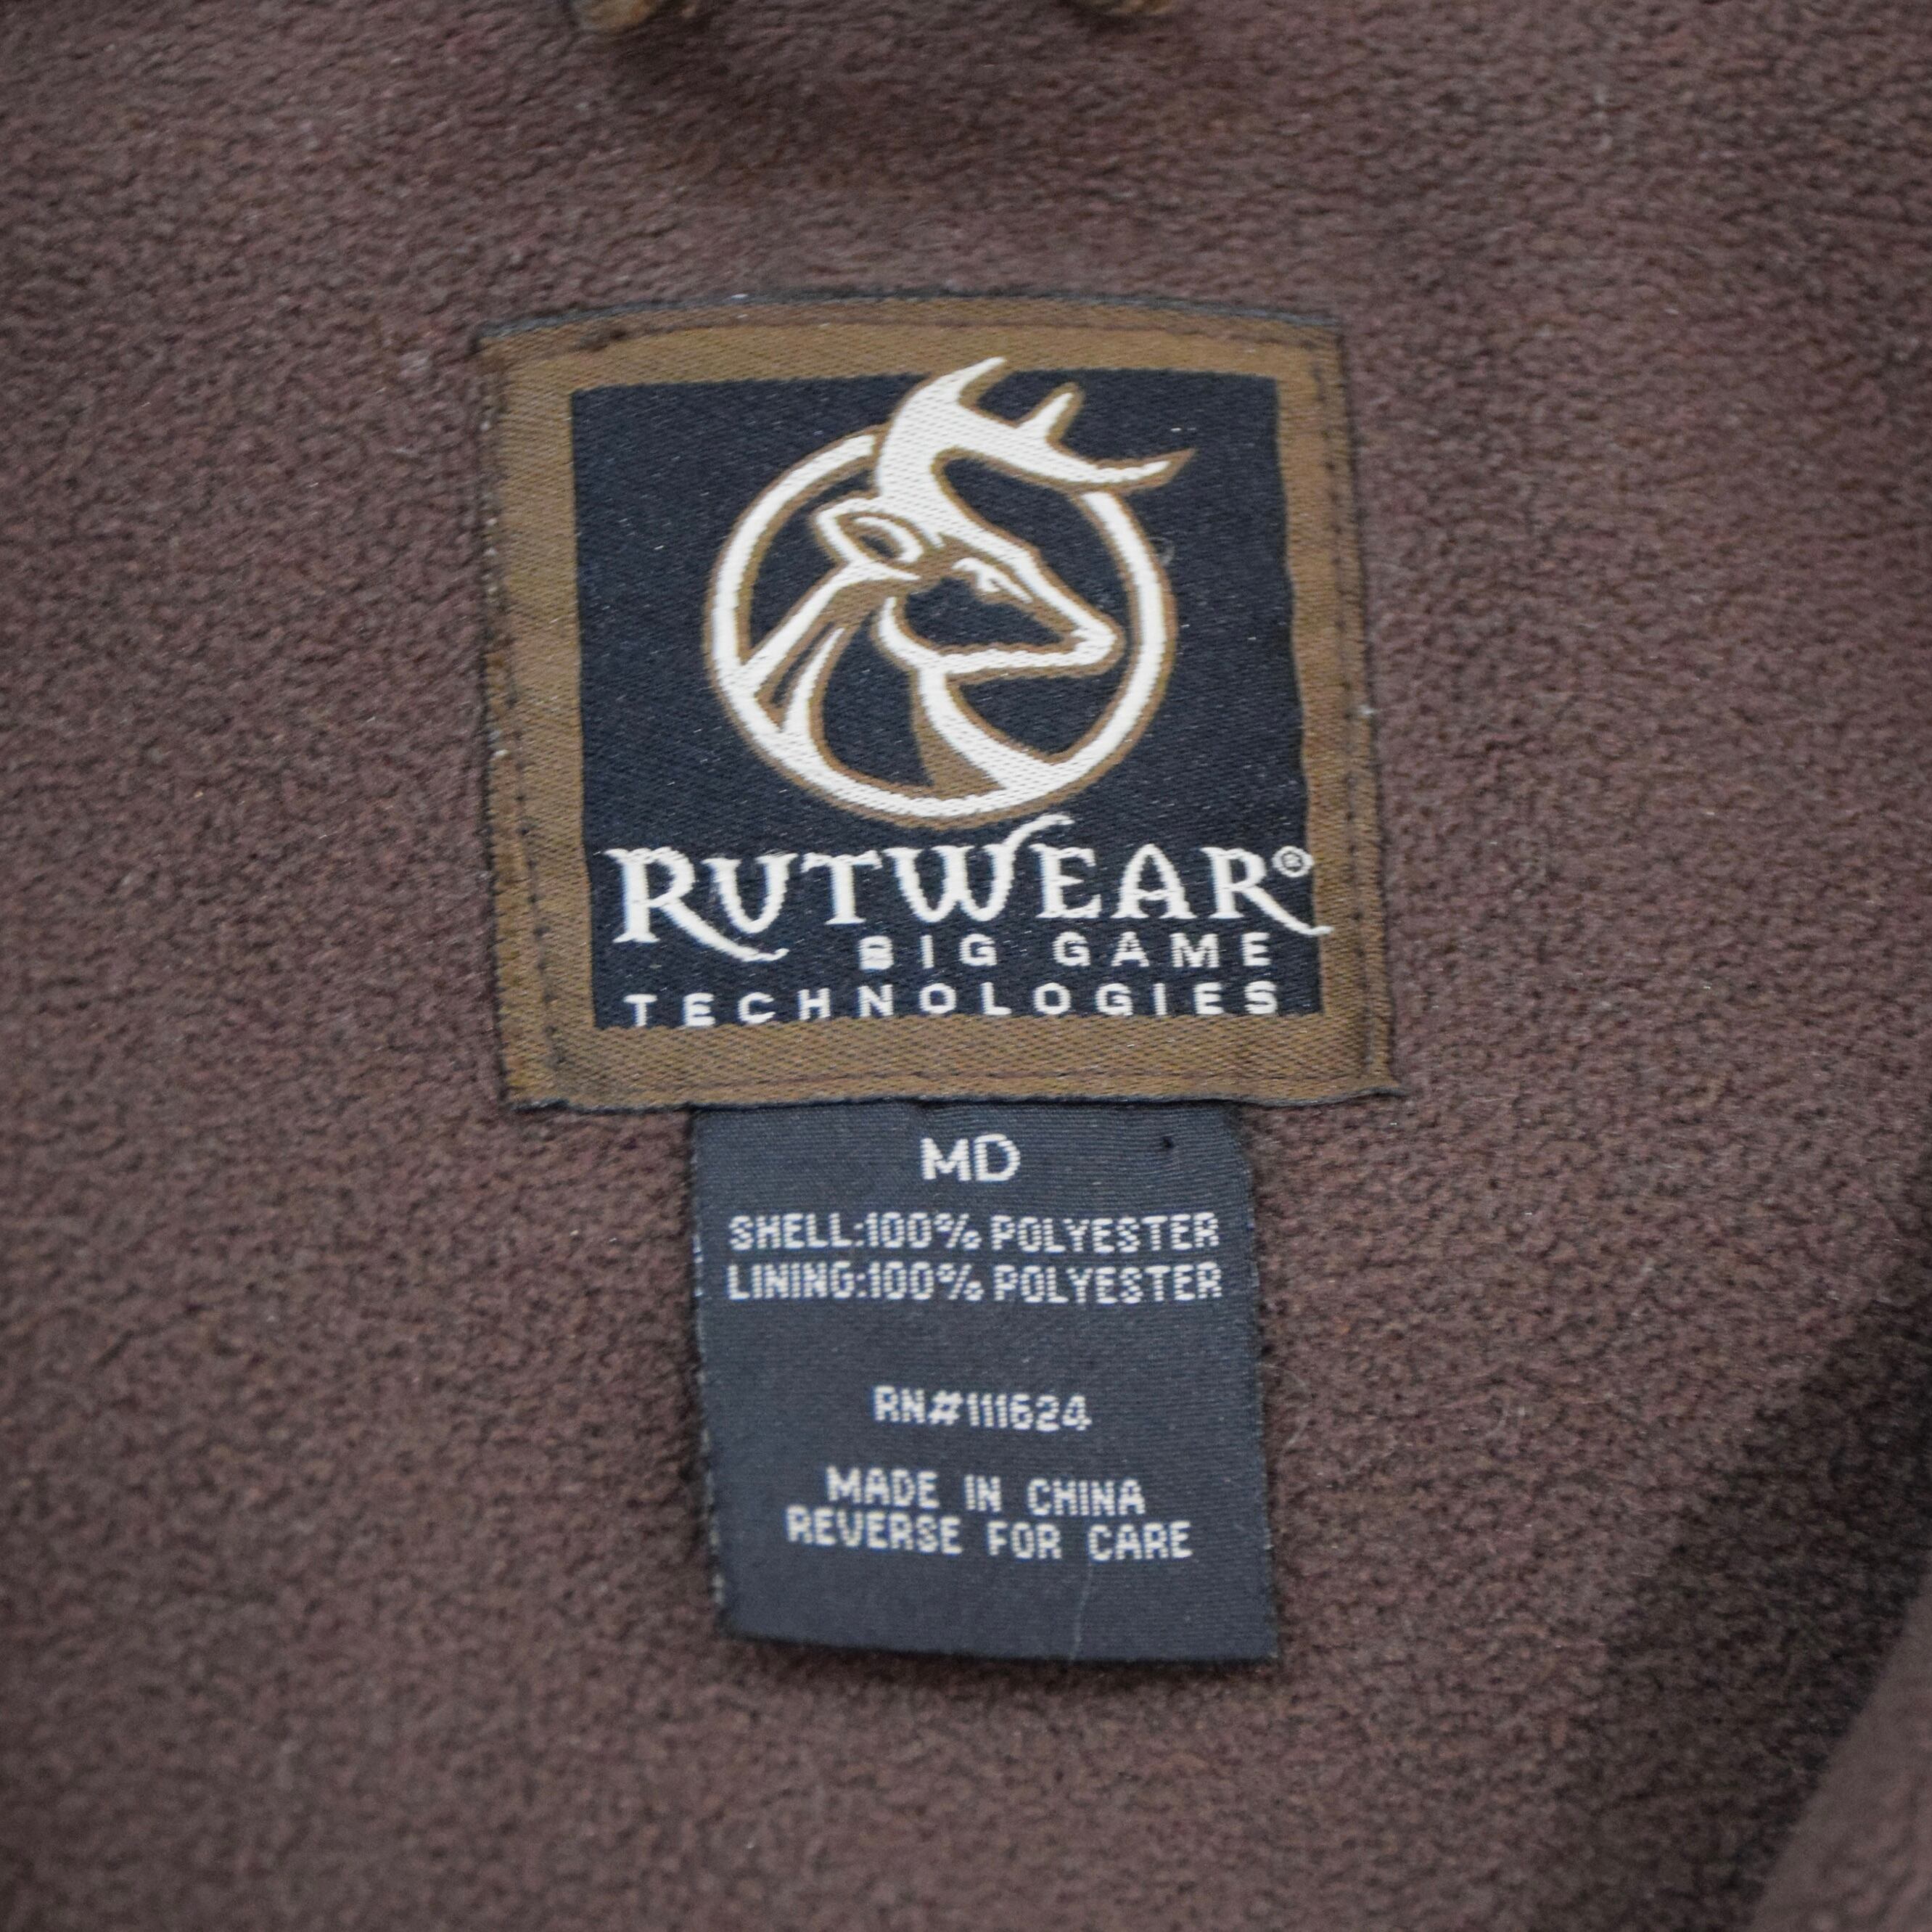 RUTWEAR®
BIG GAME
TECHNOLOGIES
MD
SHELL:100% POLYESTER
LINING:100% POLYESTER
RN#111624
MADE IN CHINA
REVERSE FOR CARE